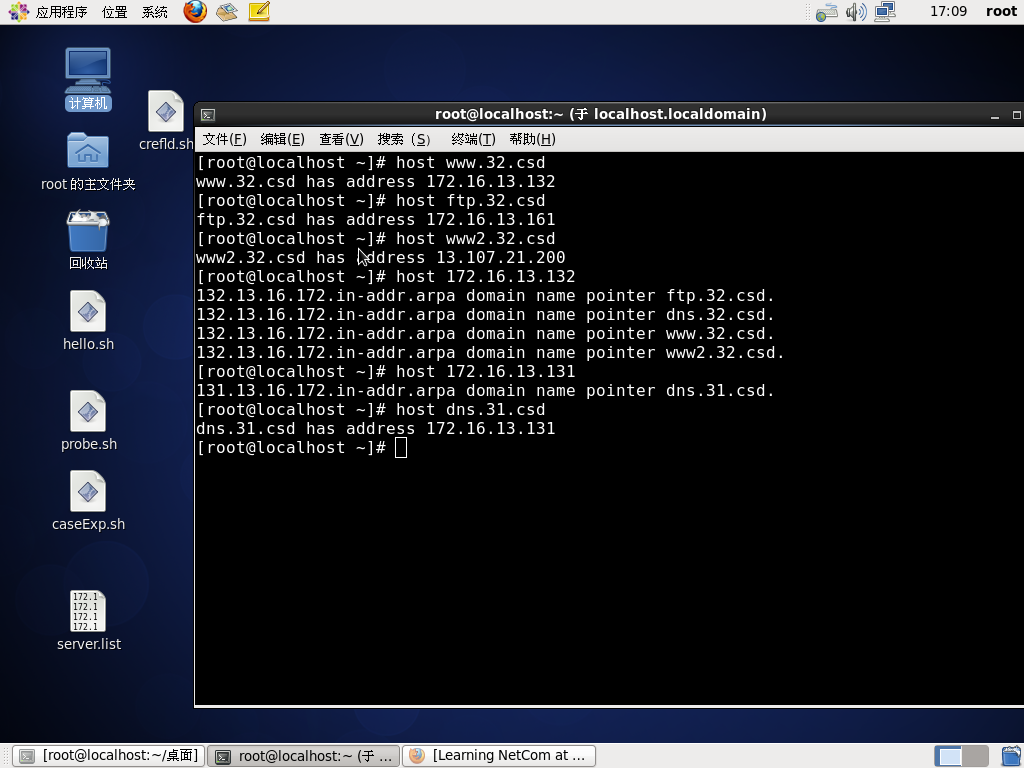 应用程序 位置 系统 17:09 root
计算机
crefId.sh
root 的主文件夹
回收站
hello.sh
probe.sh
caseExp.sh
172.1
172.1
172.1
172.1
server.list
root@localhost:~ (于 localhost.localdomain)
文件(F) 编辑(E) 查看(V) 搜索 (S) 终端(T) 帮助(H)
[root@localhost ~]# host www.32.csd
www.32.csd has address 172.16.13.132
[root@localhost ~]# host ftp.32.csd
ftp.32.csd has address 172.16.13.161
[root@localhost ~]# host www2.32.csd
www2.32.csd has address 13.107.21.200
[root@localhost ~]# host 172.16.13.132
132.13.16.172.in-addr.arpa domain name pointer ftp.32.csd.
132.13.16.172.in-addr.arpa domain name pointer dns.32.csd.
132.13.16.172.in-addr.arpa domain name pointer www.32.csd.
132.13.16.172.in-addr.arpa domain name pointer www2.32.csd.
[root@localhost ~]# host 172.16.13.131
131.13.16.172.in-addr.arpa domain name pointer dns.31.csd.
[root@localhost ~]# host dns.31.csd
dns.31.csd has address 172.16.13.131
[root@localhost ~]#
[root@localhost:~/桌面] root@localhost:~ (于 ... [Learning NetCom at ...